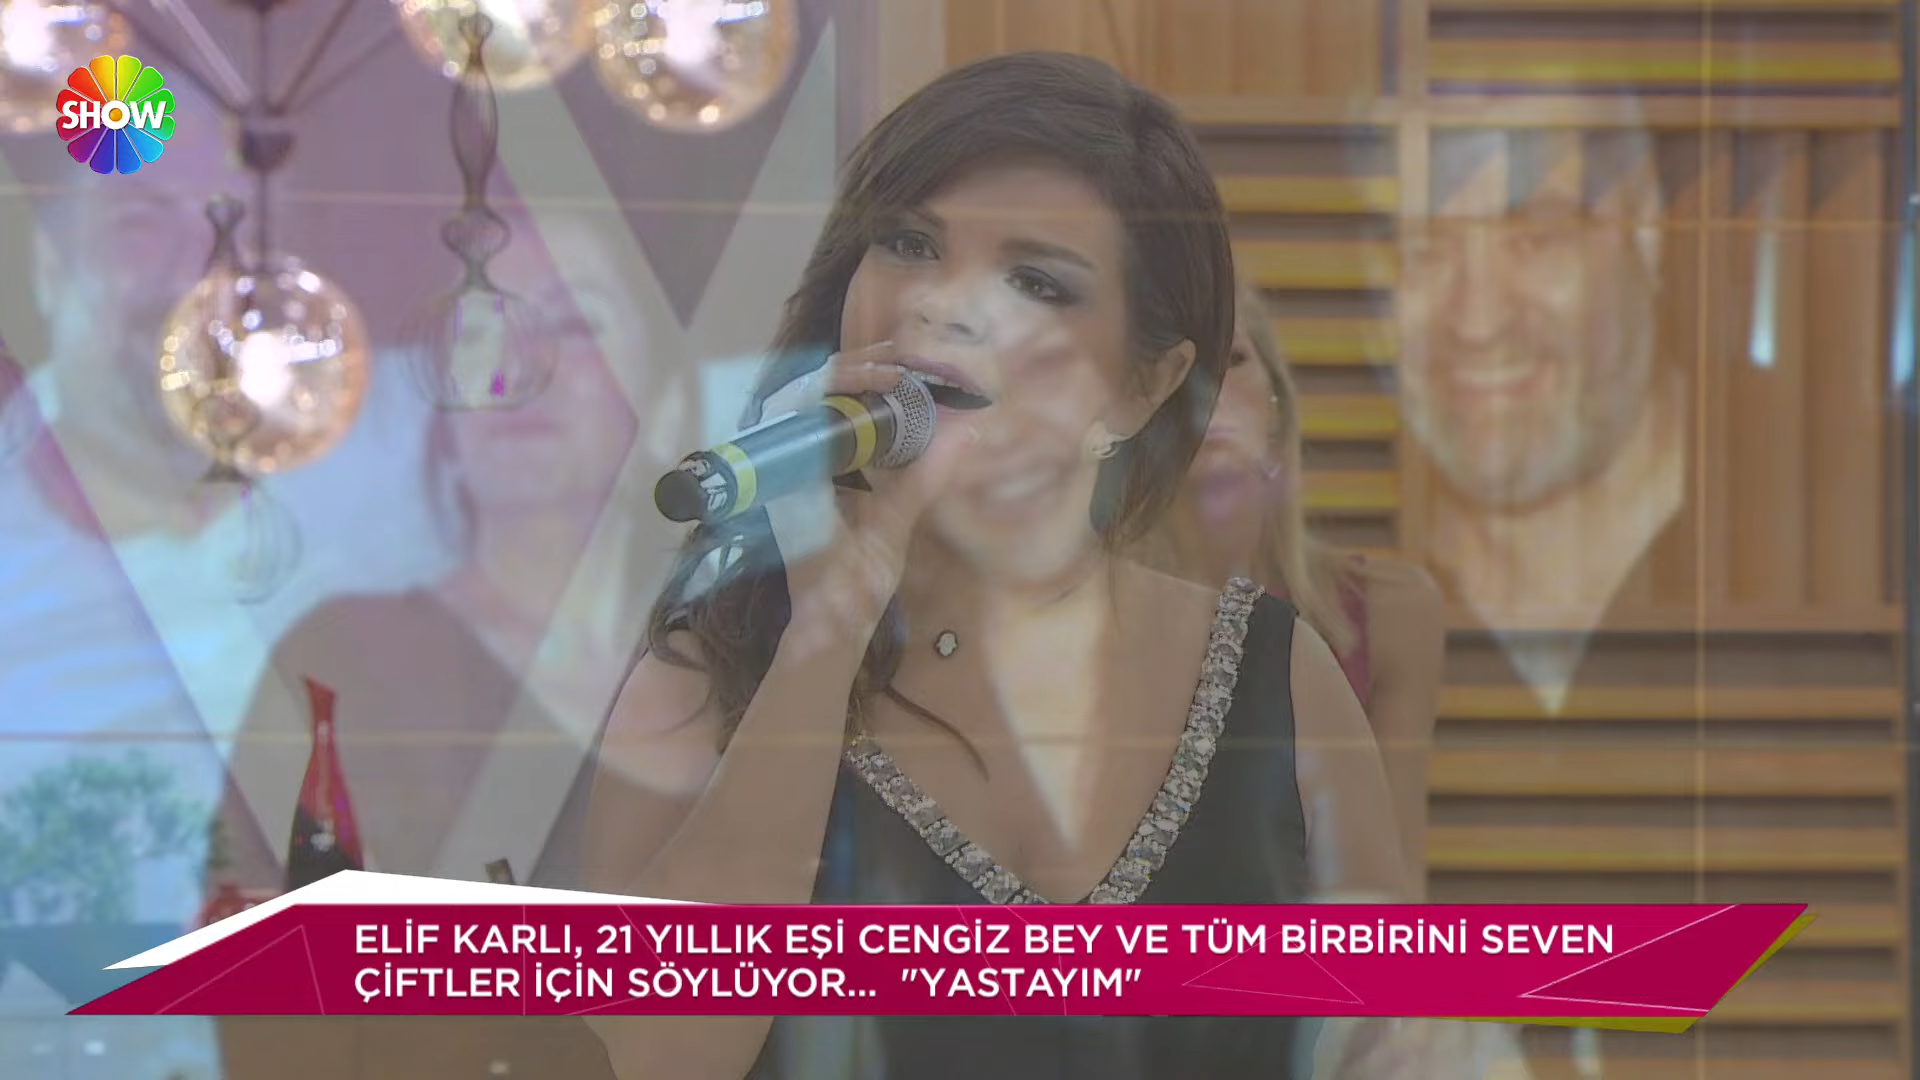 SHOW
ELİF KARLI, 21 YILLIK EŞİ CENGİZ BEY VE TÜM BİRBİRİNİ SEVEN
ÇİFTLER İÇİN SÖYLÜYOR... "YASTAYIM"